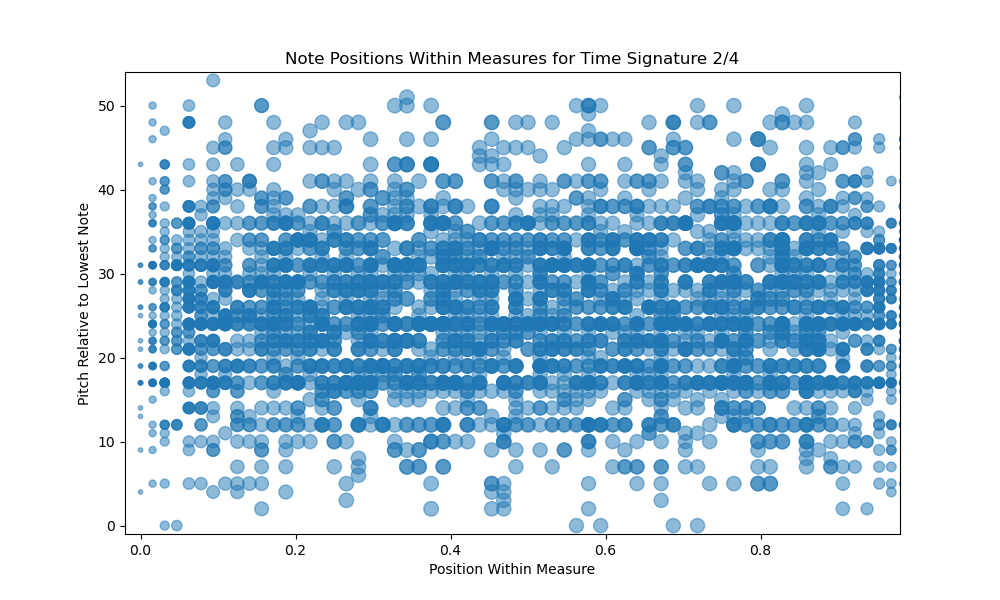 Note Positions Within Measures for Time Signature 2/4
50
40
30
20
10
0
Pitch Relative to Lowest Note
0.0 0.2 0.4 0.6 0.8
Position Within Measure